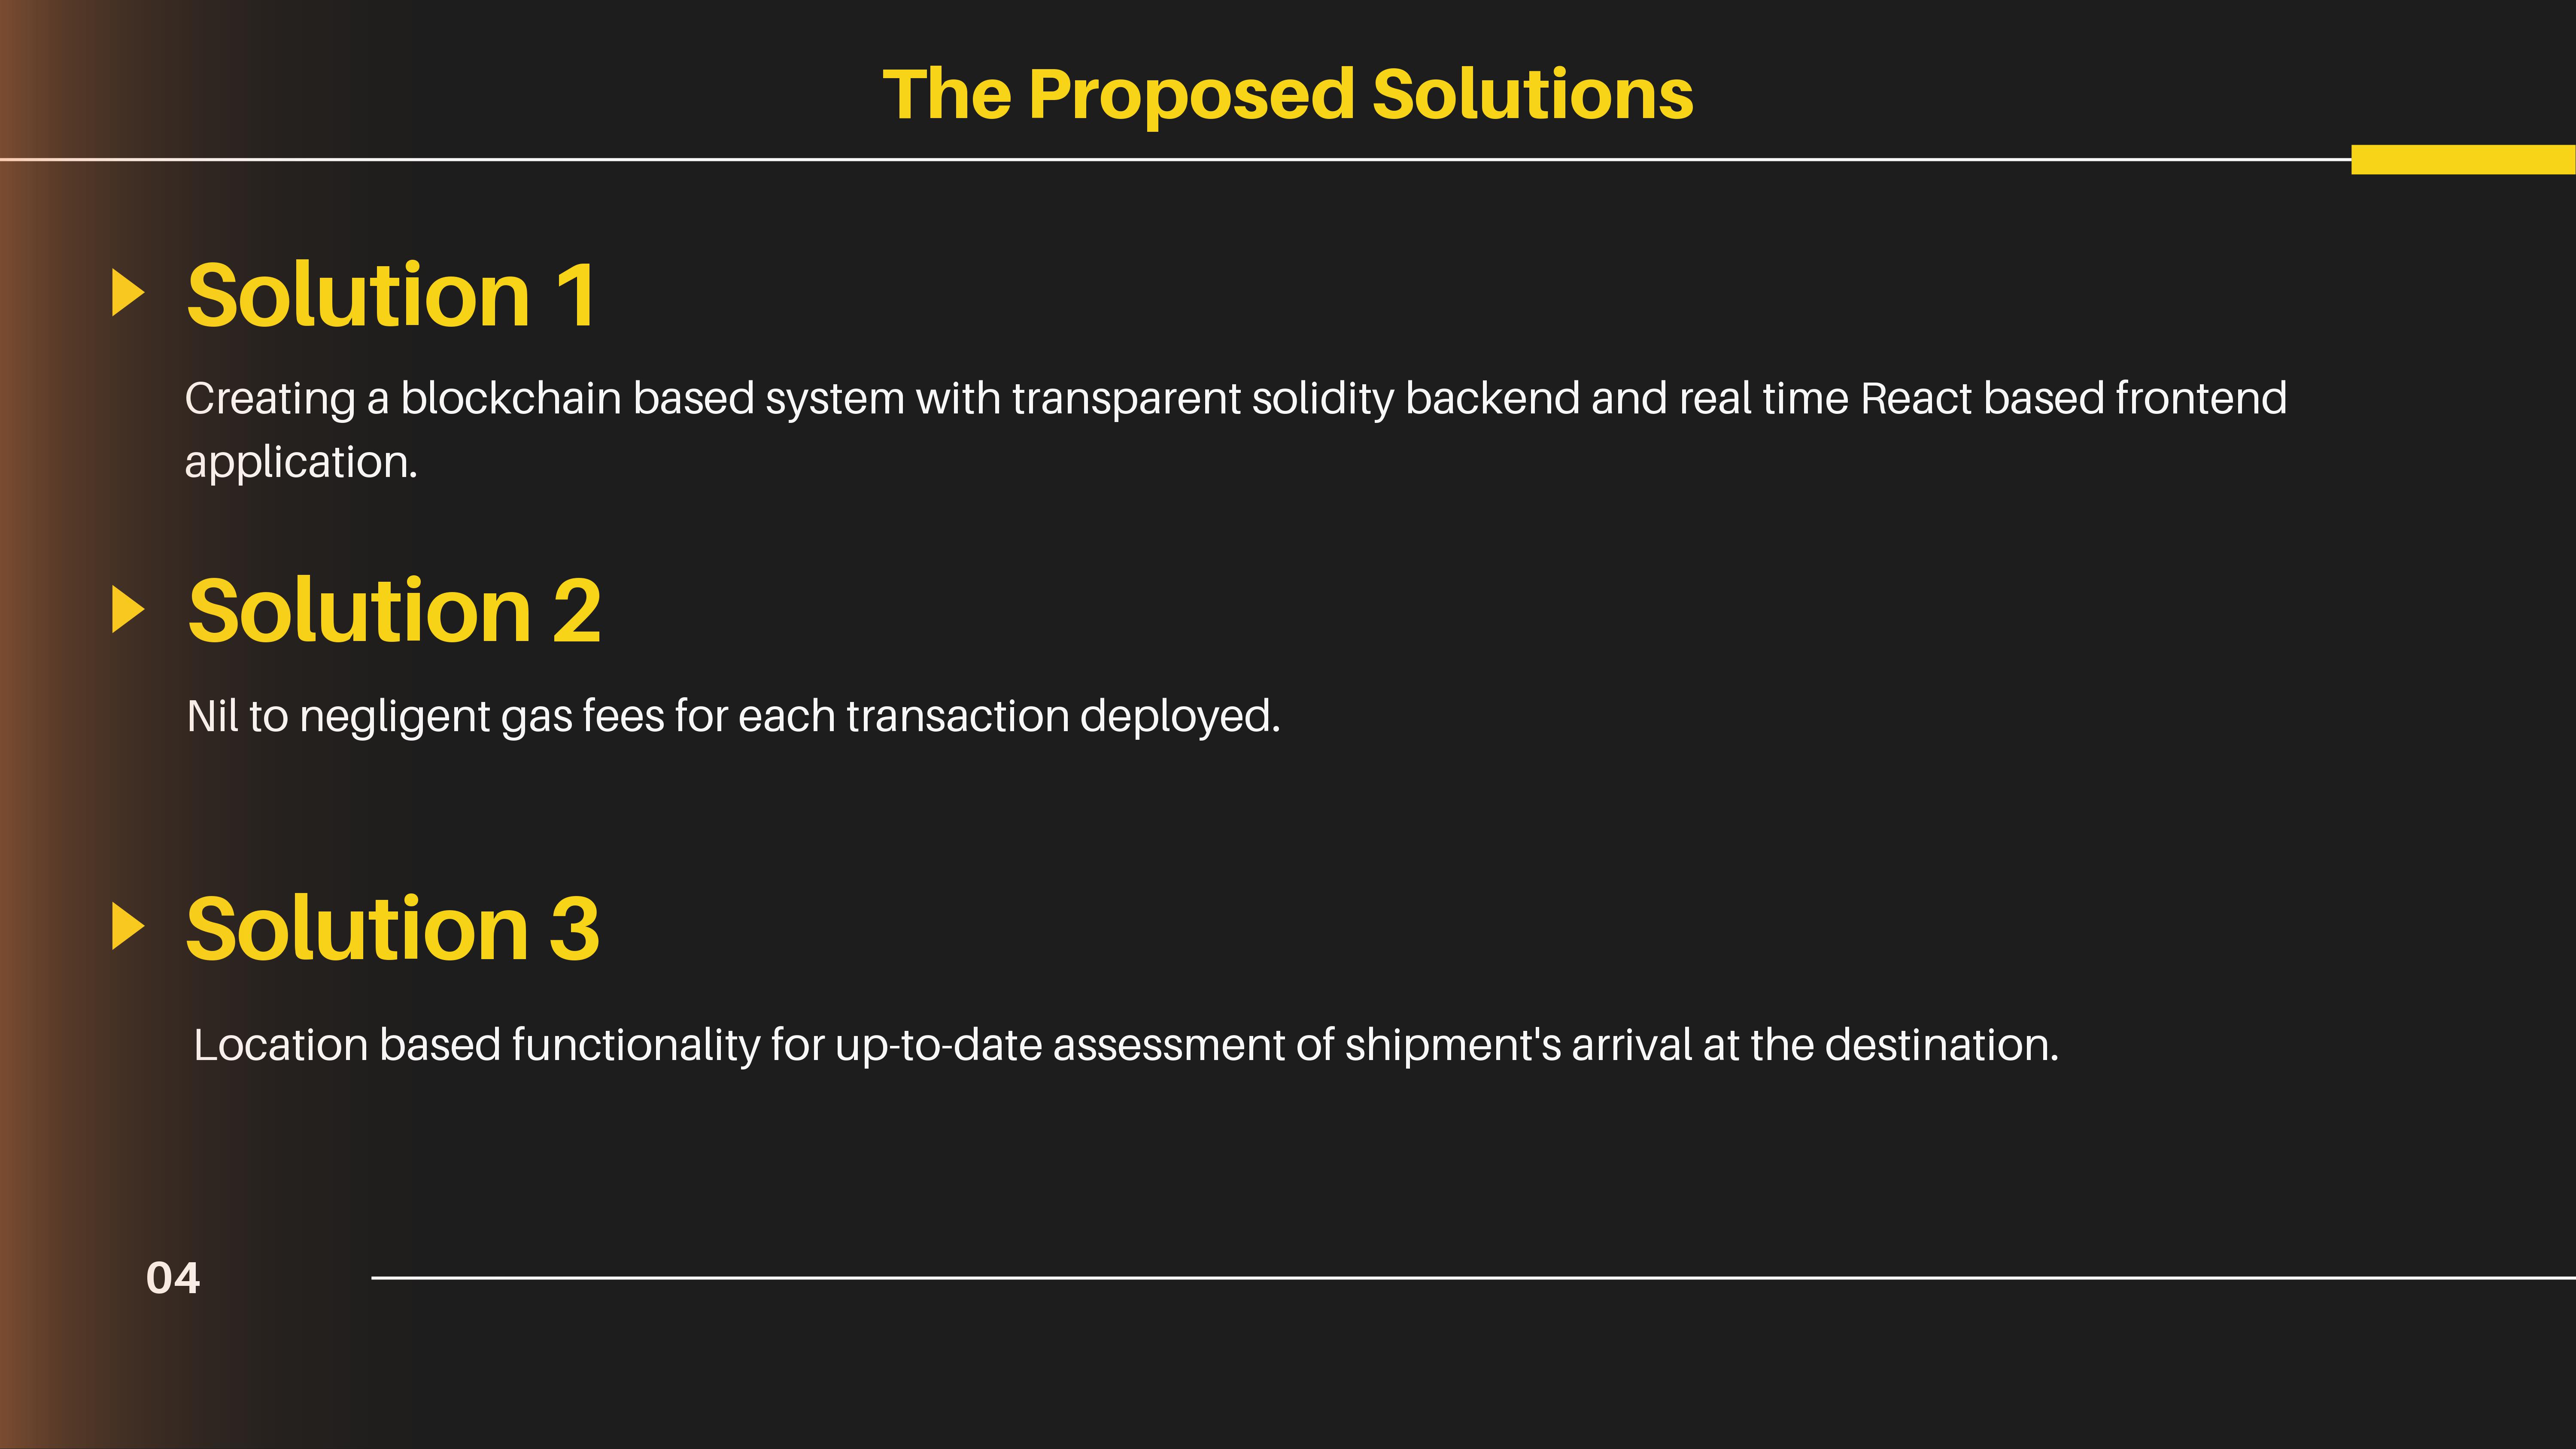 The Proposed Solutions
Solution 1
Creating a blockchain based system with transparent solidity backend and real time React based frontend
application.
Solution 2
Nil to negligent gas fees for each transaction deployed.
Solution 3
Location based functionality for up-to-date assessment of shipment's arrival at the destination.
04